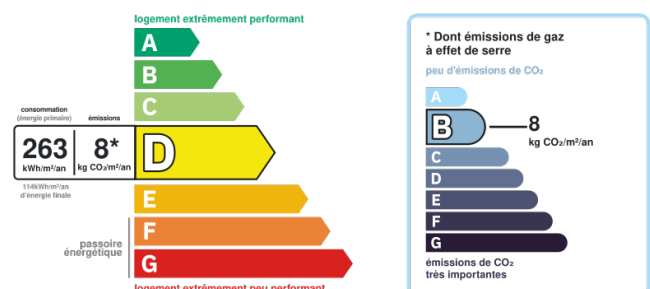 logement extrêmement performant
A
B
C
consommation
(énergie primaire)
émissions
263
kWh/m²/an
8*
kg CO₂/m²/an
D
114kWh/m²/an
d'énergie finale
E
F
G
passoire
énergétique
logement extrêmement peu performant
* Dont émissions de gaz
à effet de serre
peu d'émissions de CO₂
A
B
8
kg CO₂/m²/an
C
D
E
F
G
émissions de CO₂
très importantes